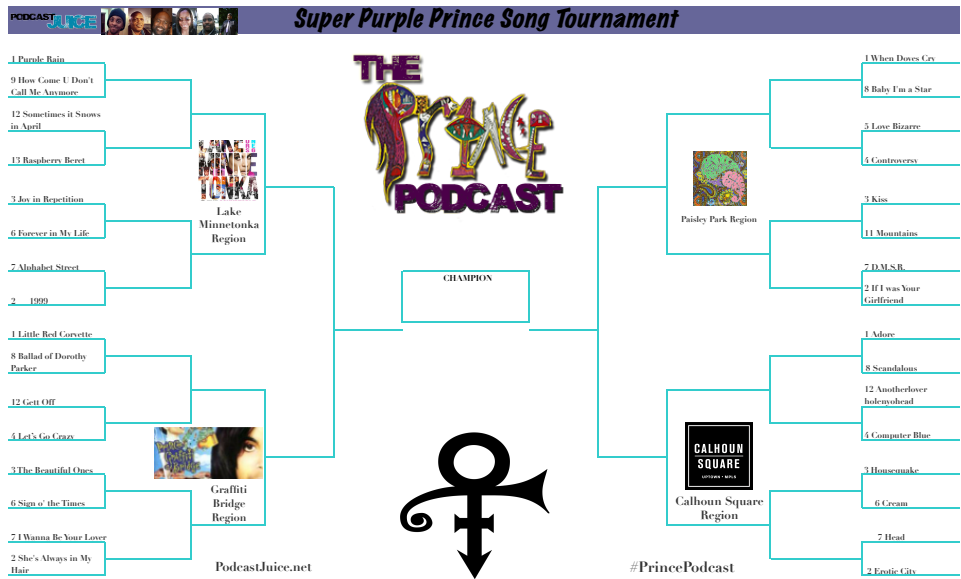 PODCAST
JUICE
Super Purple Prince Song Tournament
THE
PRINCE
PODCAST
1 Purple Rain
9 How Come U Don't
Call Me Anymore
12 Sometimes it Snows
in April
13 Raspberry Beret
3 Joy in Repetition
6 Forever in My Life
7 Alphabet Street
2 1999
LAKE
MINNE
TONKA
Lake
Minnetonka
Region
1 Little Red Corvette
8 Ballad of Dorothy
Parker
12 Gett Off
4 Let's Go Crazy
3 The Beautiful Ones
6 Sign o' the Times
7 I Wanna Be Your Lover
2 She's Always in My
Hair
Graffiti
Bridge
Region
CHAMPION
1 When Doves Cry
8 Baby I'm a Star
5 Love Bizarre
4 Controversy
3 Kiss
11 Mountains
7 D.M.S.R.
2 If I was Your
Girlfriend
Paisley Park Region
1 Adore
8 Scandalous
12 Anotherlover
holenyohead
4 Computer Blue
3 Housequake
6 Cream
7 Head
2 Erotic City
CALHOUN
SQUARE
UPTOWN • MPLS
Calhoun Square
Region
PodcastJuice.net
#PrincePodcast